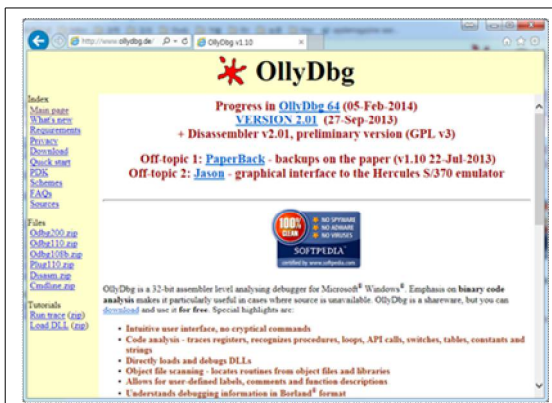 http://www.ollydbg.de/
OllyDbg v1.10
OllyDbg
Index
Main page
What's new
Requirements
Privacy
Download
Quick start
PDK
Schemes
FAQs
Sources
Files
Odbg200.zip
Odbg110.zip
Odbg108b.zip
Plug110.zip
Disasm.zip
Cmdline.zip
Tutorials
Run trace (zip)
Load DLL (zip)
Progress in OllyDbg 64 (05-Feb-2014)
VERSION 2.01 (27-Sep-2013)
+ Disassembler v2.01, preliminary version (GPL v3)
Off-topic 1: PaperBack - backups on the paper (v1.10 22-Jul-2013)
Off-topic 2: Jason - graphical interface to the Hercules S/370 emulator
100%
CLEAN
NO SPYWARE
NO ADWARE
NO VIRUSES
SOFTPEDIA
certified by www.softpedia.com
OllyDbg is a 32-bit assembler level analysing debugger for Microsoft® Windows®. Emphasis on binary code
analysis makes it particularly useful in cases where source is unavailable. OllyDbg is a shareware, but you can
download and use it for free. Special highlights are:
• Intuitive user interface, no cryptical commands
• Code analysis - traces registers, recognizes procedures, loops, API calls, switches, tables, constants and
strings
• Directly loads and debugs DLLs
• Object file scanning - locates routines from object files and libraries
• Allows for user-defined labels, comments and function descriptions
• Understands debugging information in Borland® format